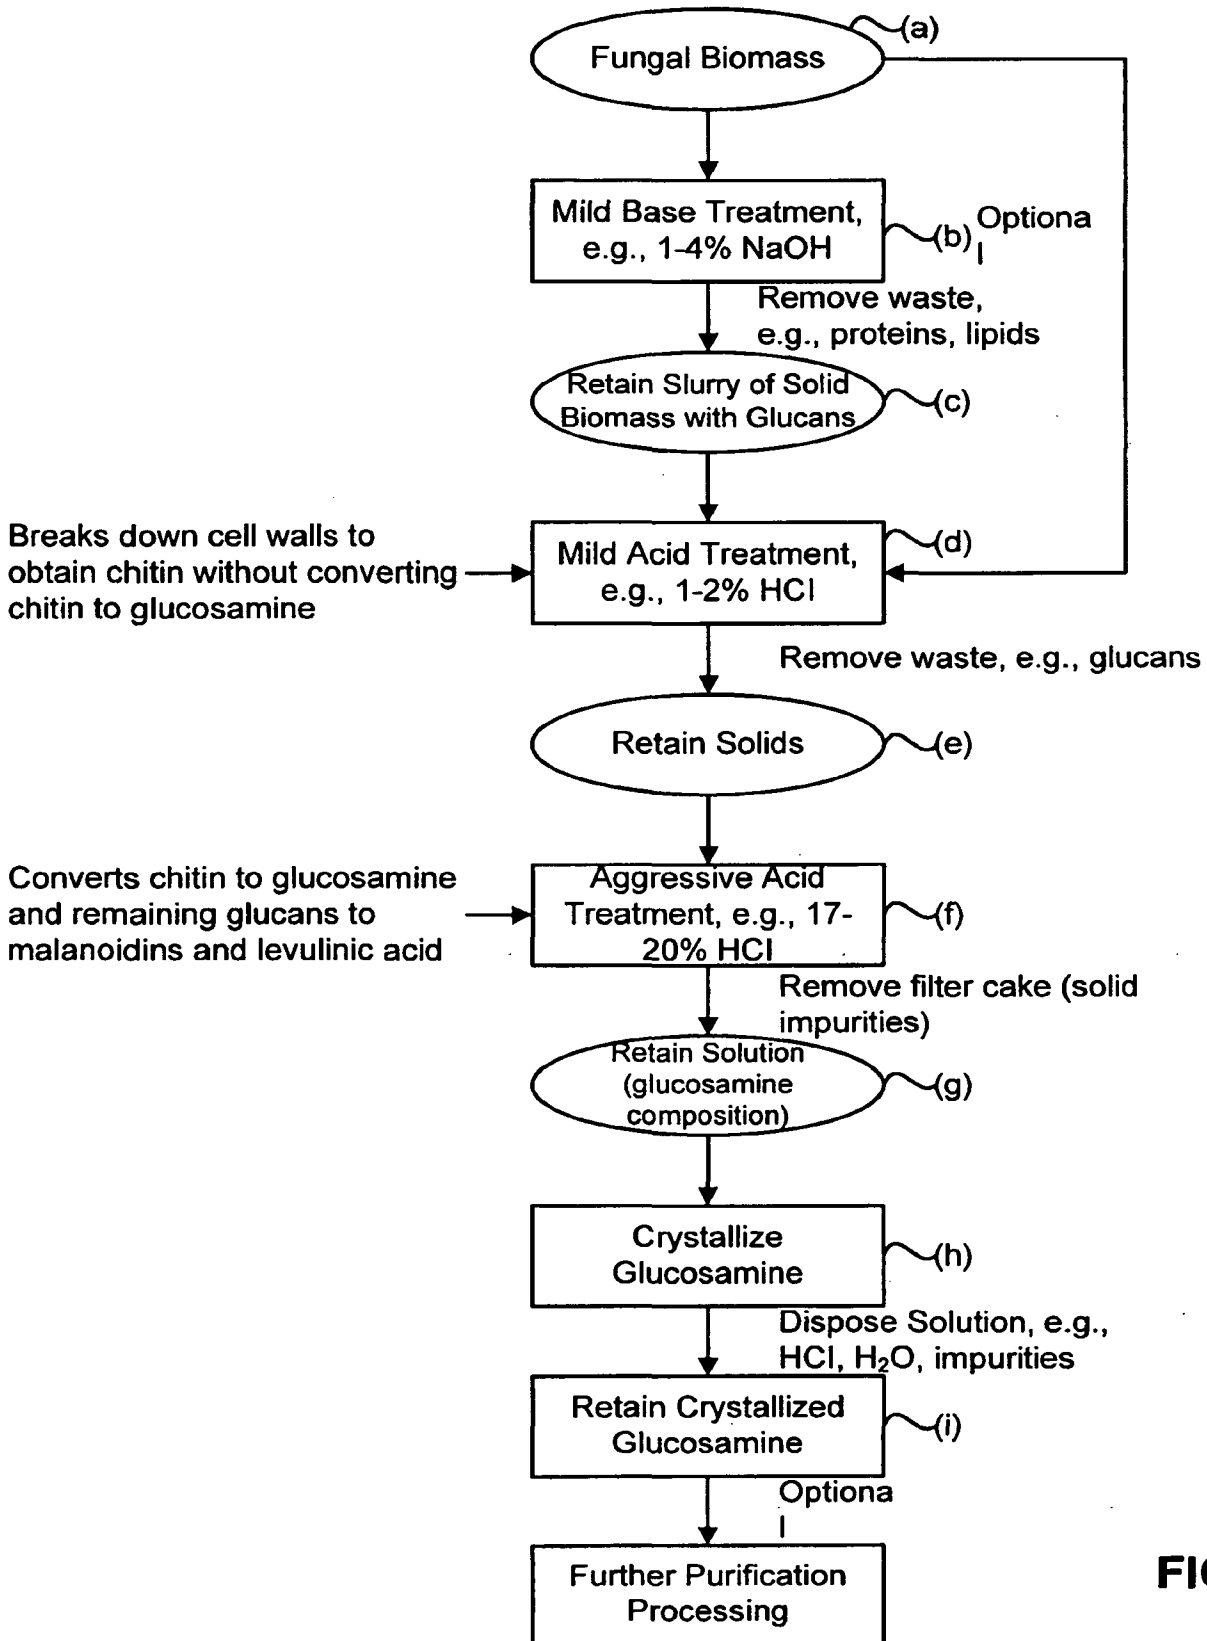 (a)
Fungal Biomass
Mild Base Treatment,
e.g., 1-4% NaOH
(b)
Optiona
l
Remove waste,
e.g., proteins, lipids
Retain Slurry of Solid
Biomass with Glucans
(c)
Breaks down cell walls to
obtain chitin without converting
chitin to glucosamine
Mild Acid Treatment,
e.g., 1-2% HCl
(d)
Remove waste, e.g., glucans
Retain Solids
(e)
Converts chitin to glucosamine
and remaining glucans to
malanoidins and levulinic acid
Aggressive Acid
Treatment, e.g., 17-
20% HCl
(f)
Remove filter cake (solid
impurities)
Retain Solution
(glucosamine
composition)
(g)
Crystallize
Glucosamine
(h)
Dispose Solution, e.g.,
HCl, H₂O, impurities
Retain Crystallized
Glucosamine
(i)
Optiona
l
Further Purification
Processing
FIG